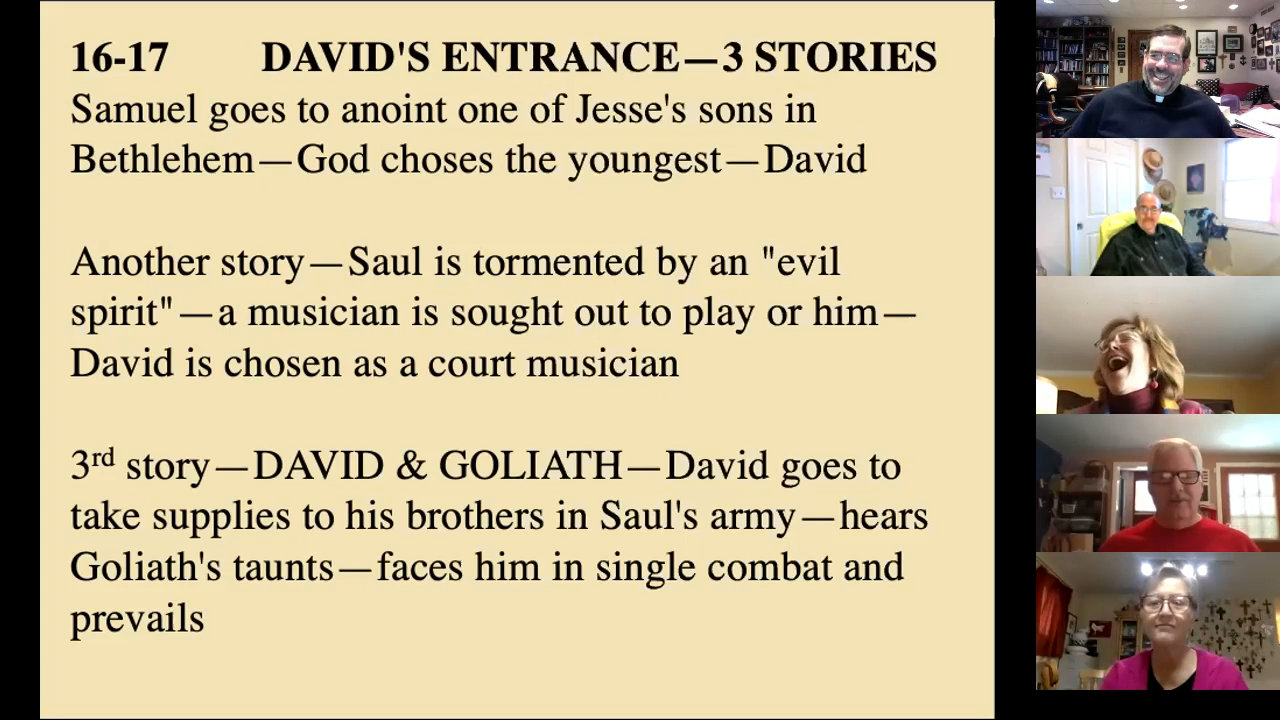 16-17 DAVID'S ENTRANCE—3 STORIES
Samuel goes to anoint one of Jesse's sons in
Bethlehem—God choses the youngest—David
Another story—Saul is tormented by an "evil
spirit"—a musician is sought out to play or him—
David is chosen as a court musician
3rd story—DAVID & GOLIATH—David goes to
take supplies to his brothers in Saul's army—hears
Goliath's taunts—faces him in single combat and
prevails